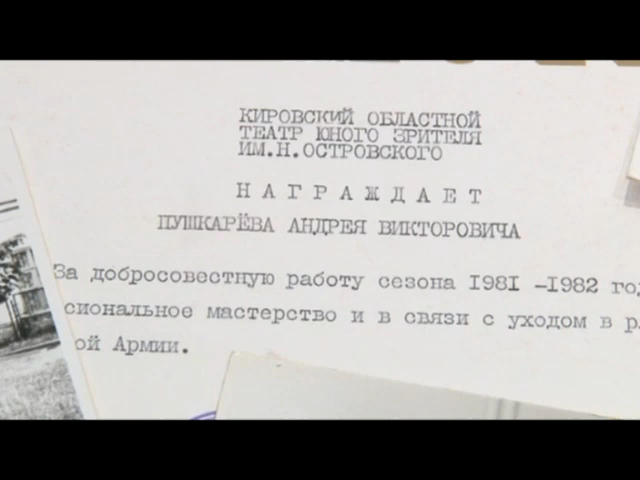 КИРОВСКИЙ ОБЛАСТНОЙ
ТЕАТР ЮНОГО ЗРИТЕЛЯ
ИМ.Н.ОСТРОВСКОГО
НАГРАЖДАЕТ
ПУШКАРЁВА АНДРЕЯ ВИКТОРОВИЧА
За добросовестную работу сезона 1981 -1982 год
сиональное мастерство и в связи с уходом в р
ой Армии.